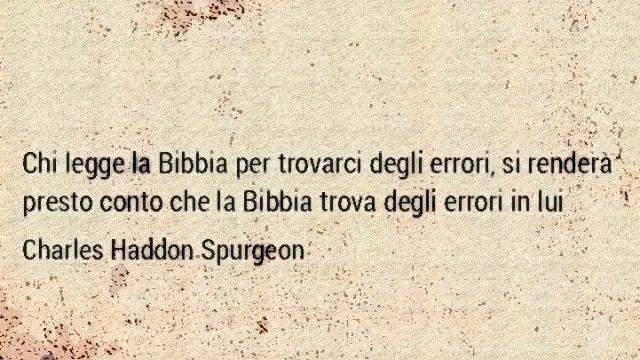 Chi legge la Bibbia per trovarci degli errori, si renderà
presto conto che la Bibbia trova degli errori in lui
Charles Haddon Spurgeon